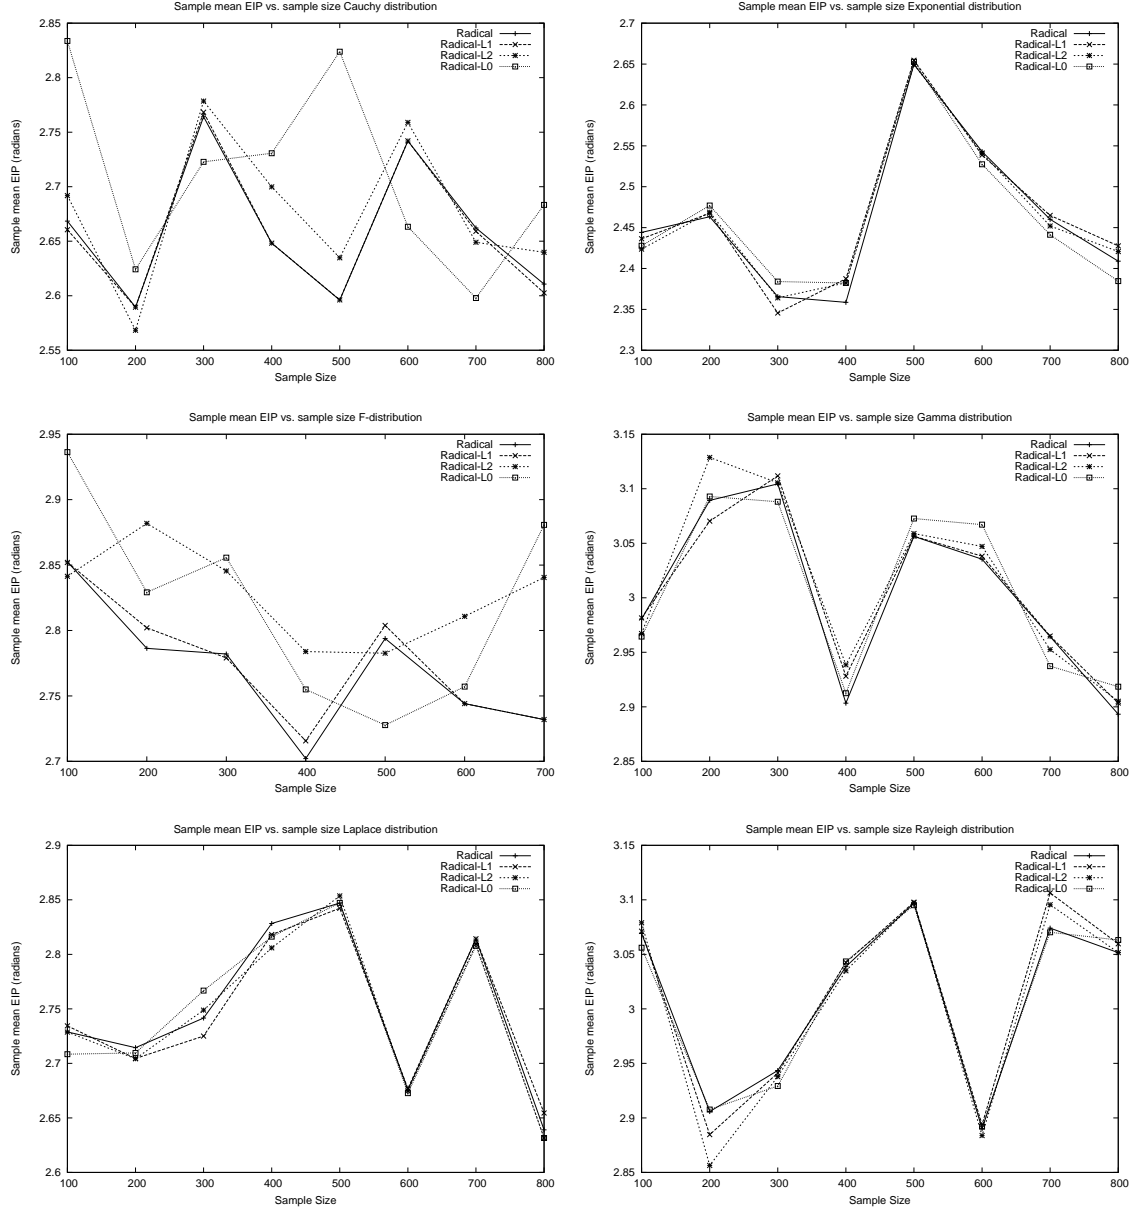 Sample mean EIP vs. sample size Cauchy distribution
2.85
2.8
2.75
2.7
2.65
2.6
2.55
100 200 300 400 500 600 700 800
Sample mean EIP (radians)
Sample Size
Radical
Radical-L1
Radical-L2
Radical-L0
Sample mean EIP vs. sample size Exponential distribution
2.7
2.65
2.6
2.55
2.5
2.45
2.4
2.35
2.3
100 200 300 400 500 600 700 800
Sample mean EIP (radians)
Sample Size
Radical
Radical-L1
Radical-L2
Radical-L0
Sample mean EIP vs. sample size F-distribution
2.95
2.9
2.85
2.8
2.75
2.7
100 200 300 400 500 600 700
Sample mean EIP (radians)
Sample Size
Radical
Radical-L1
Radical-L2
Radical-L0
Sample mean EIP vs. sample size Gamma distribution
3.15
3.1
3.05
3
2.95
2.9
2.85
100 200 300 400 500 600 700 800
Sample mean EIP (radians)
Sample Size
Radical
Radical-L1
Radical-L2
Radical-L0
Sample mean EIP vs. sample size Laplace distribution
2.9
2.85
2.8
2.75
2.7
2.65
2.6
100 200 300 400 500 600 700 800
Sample mean EIP (radians)
Sample Size
Radical
Radical-L1
Radical-L2
Radical-L0
Sample mean EIP vs. sample size Rayleigh distribution
3.15
3.1
3.05
3
2.95
2.9
2.85
100 200 300 400 500 600 700 800
Sample mean EIP (radians)
Sample Size
Radical
Radical-L1
Radical-L2
Radical-L0